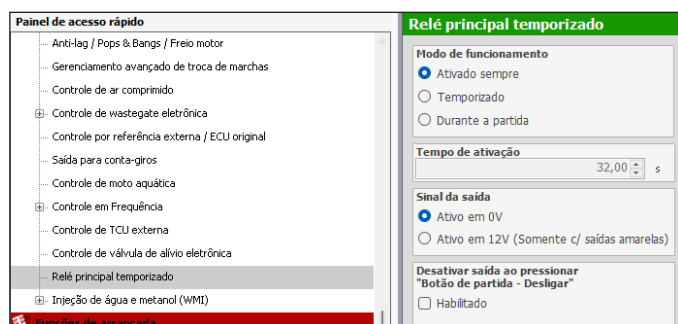 Painel de acesso rápido
Anti-lag / Pops & Bangs / Freio motor
Gerenciamento avançado de troca de marchas
Controle de ar comprimido
Controle de wastegate eletrônica
Controle por referência externa / ECU original
Saída para conta-giros
Controle de moto aquática
Controle em Frequência
Controle de TCU externa
Controle de válvula de alívio eletrônica
Relé principal temporizado
Injeção de água e metanol (WMI)
Funções de arrancada
Relé principal temporizado
Modo de funcionamento
Ativado sempre
Temporizado
Durante a partida
Tempo de ativação
32,00 s
Sinal da saída
Ativo em 0V
Ativo em 12V (Somente c/ saídas amarelas)
Desativar saída ao pressionar
"Botão de partida - Desligar"
Habilitado